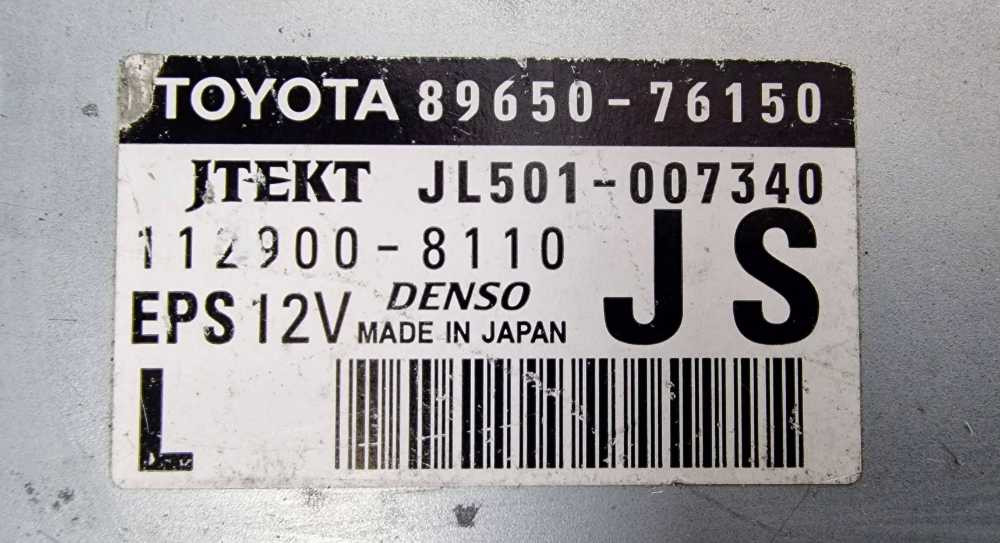 TOYOTA 89650-76150
JTEKT JL501-007340
112900-8110 JS
EPS 12V DENSO
MADE IN JAPAN
L